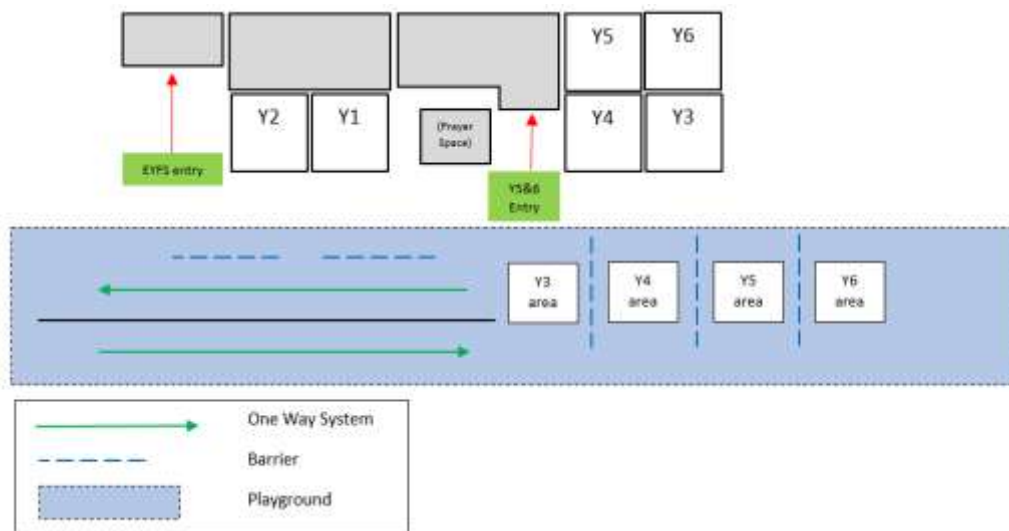 Y5
Y6
Y2
Y1
(Prayer
Space)
Y4
Y3
EYFS entry
Y5&6
Entry
Y3
area
Y4
area
Y5
area
Y6
area
One Way System
Barrier
Playground